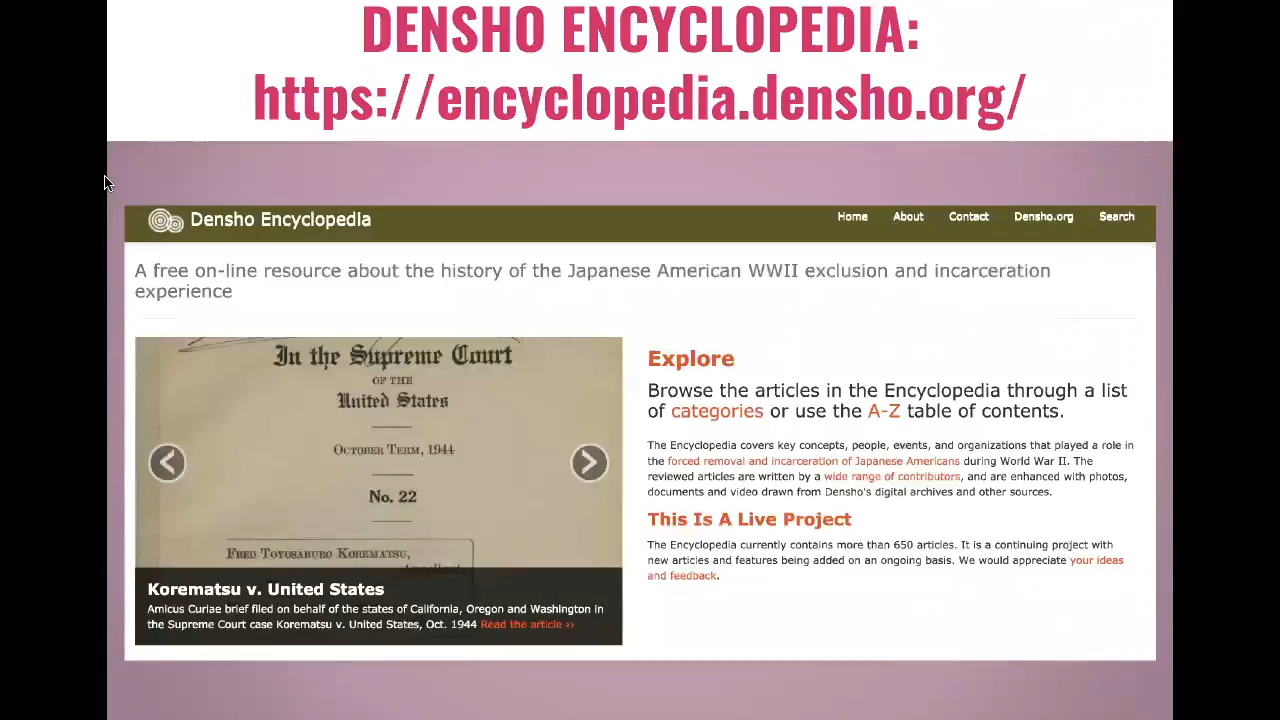 DENSHO ENCYCLOPEDIA:
https://encyclopedia.densho.org/
Densho Encyclopedia
Home About Contact Densho.org Search
A free on-line resource about the history of the Japanese American WWII exclusion and incarceration
experience
In the Supreme Court
OF THE
United States
October Term, 1944
No. 22
Fred Toyosaburo Korematsu,
Korematsu v. United States
Amicus Curiae brief filed on behalf of the states of California, Oregon and Washington in
the Supreme Court case Korematsu v. United States, Oct. 1944 Read the article >>
Explore
Browse the articles in the Encyclopedia through a list
of categories or use the A-Z table of contents.
The Encyclopedia covers key concepts, people, events, and organizations that played a role in
the forced removal and incarceration of Japanese Americans during World War II. The
reviewed articles are written by a wide range of contributors, and are enhanced with photos,
documents and video drawn from Densho's digital archives and other sources.
This Is A Live Project
The Encyclopedia currently contains more than 650 articles. It is a continuing project with
new articles and features being added on an ongoing basis. We would appreciate your ideas
and feedback.